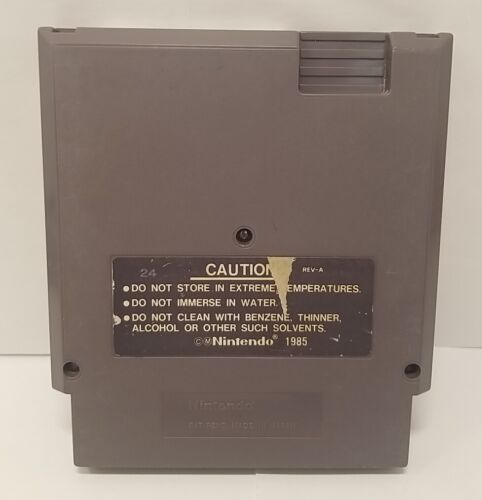 24 CAUTION REV-A
●DO NOT STORE IN EXTREME TEMPERATURES.
●DO NOT IMMERSE IN WATER.
●DO NOT CLEAN WITH BENZENE, THINNER,
ALCOHOL OR OTHER SUCH SOLVENTS.
©ⓂNintendo® 1985
Nintendo